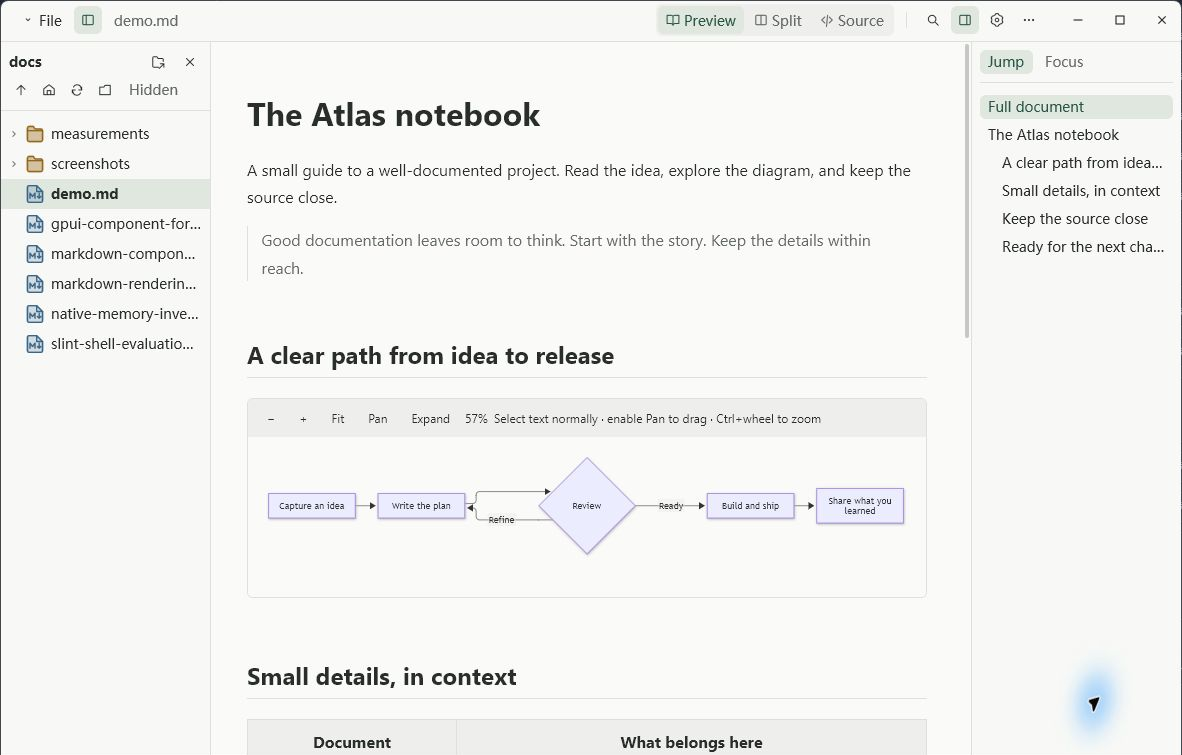 File
demo.md
Preview
Split
Source
docs
Hidden
measurements
screenshots
demo.md
gpui-component-for...
markdown-compon...
markdown-renderin...
native-memory-inve...
slint-shell-evaluatio...
The Atlas notebook
A small guide to a well-documented project. Read the idea, explore the diagram, and keep the
source close.
Good documentation leaves room to think. Start with the story. Keep the details within
reach.
A clear path from idea to release
− + Fit Pan Expand 57% Select text normally · enable Pan to drag · Ctrl+wheel to zoom
Capture an idea
Write the plan
Refine
Review
Ready
Build and ship
Share what you
learned
Small details, in context
Document
What belongs here
Jump
Focus
Full document
The Atlas notebook
A clear path from idea...
Small details, in context
Keep the source close
Ready for the next cha...